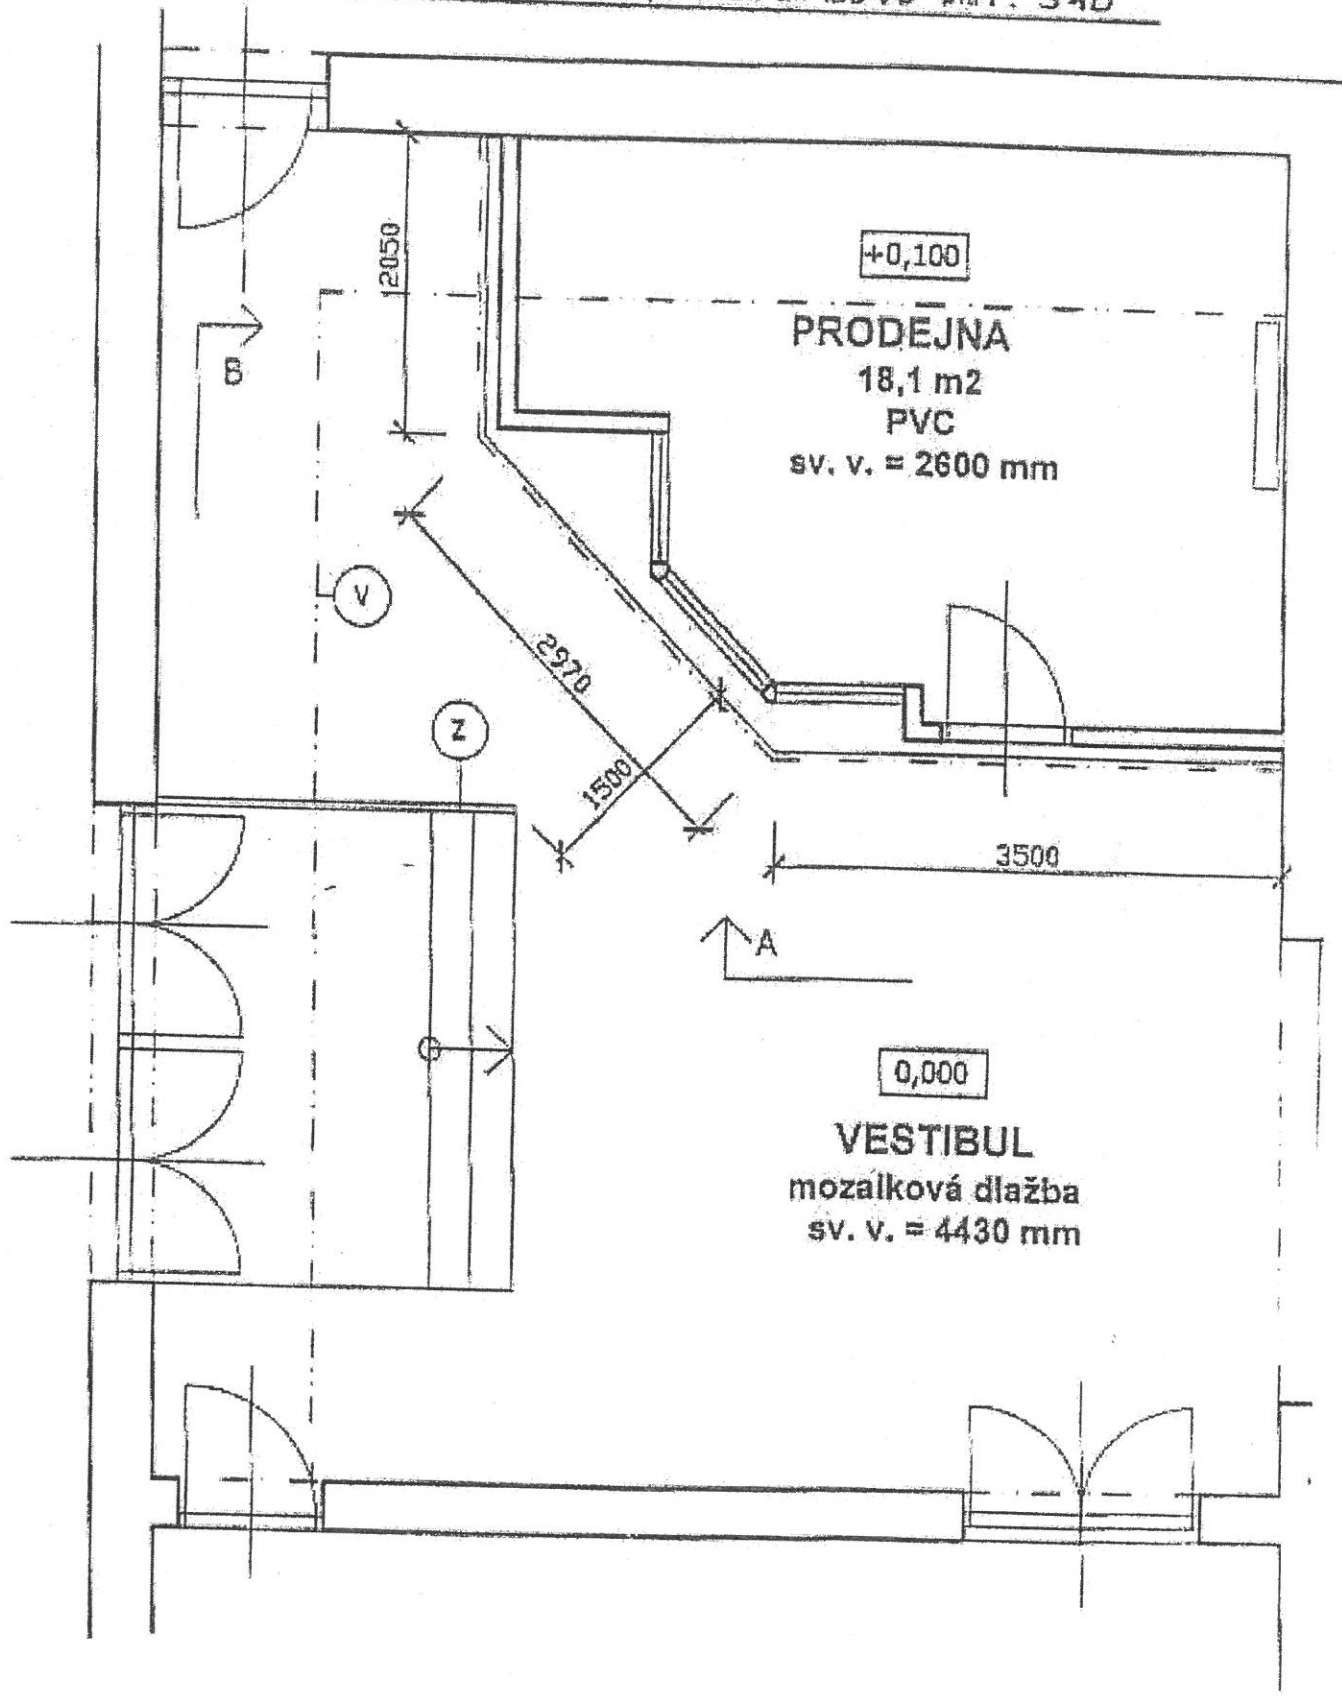 2050
+0,100
PRODEJNA
18,1 m2
PVC
sv. v. = 2600 mm
B
V
2970
Z
1500
3500
A
0,000
VESTIBUL
mozaiková dlažba
sv. v. = 4430 mm